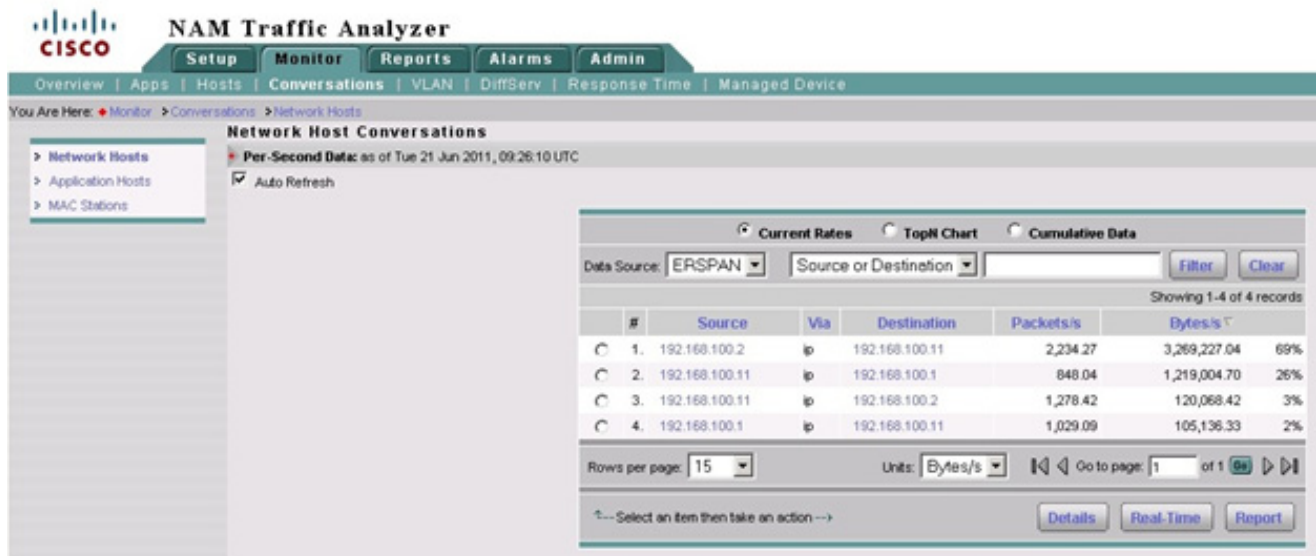 CISCO
NAM Traffic Analyzer
Setup Monitor Reports Alarms Admin
Overview | Apps | Hosts | Conversations | VLAN | DiffServ | Response Time | Managed Device
You Are Here: Monitor > Conversations > Network Hosts
Network Host Conversations
> Network Hosts
> Application Hosts
> MAC Stations
Per-Second Data: as of Tue 21 Jun 2011, 09:26:10 UTC
Auto Refresh
Current Rates TopN Chart Cumulative Data
Data Source: ERSPAN Source or Destination Filter Clear
Showing 1-4 of 4 records
# Source Via Destination Packets/s Bytes/s
1. 192.168.100.2 ip 192.168.100.11 2,234.27 3,269,227.04 69%
2. 192.168.100.11 ip 192.168.100.1 848.04 1,219,004.70 26%
3. 192.168.100.11 ip 192.168.100.2 1,278.42 120,068.42 3%
4. 192.168.100.1 ip 192.168.100.11 1,029.09 105,136.33 2%
Rows per page: 15 Units: Bytes/s Go to page: 1 of 1 Go
Select an item then take an action --> Details Real-Time Report